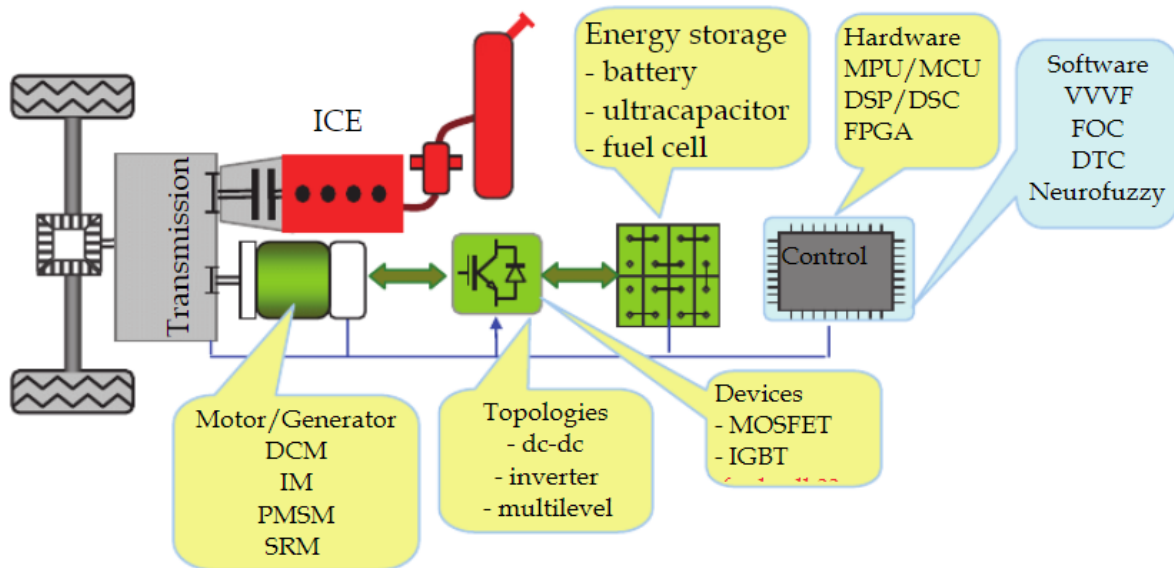 Energy storage
- battery
- ultracapacitor
- fuel cell
Hardware
MPU/MCU
DSP/DSC
FPGA
Software
VVVF
FOC
DTC
Neurofuzzy
ICE
Transmission
Control
Motor/Generator
DCM
IM
PMSM
SRM
Topologies
- dc-dc
- inverter
- multilevel
Devices
- MOSFET
- IGBT